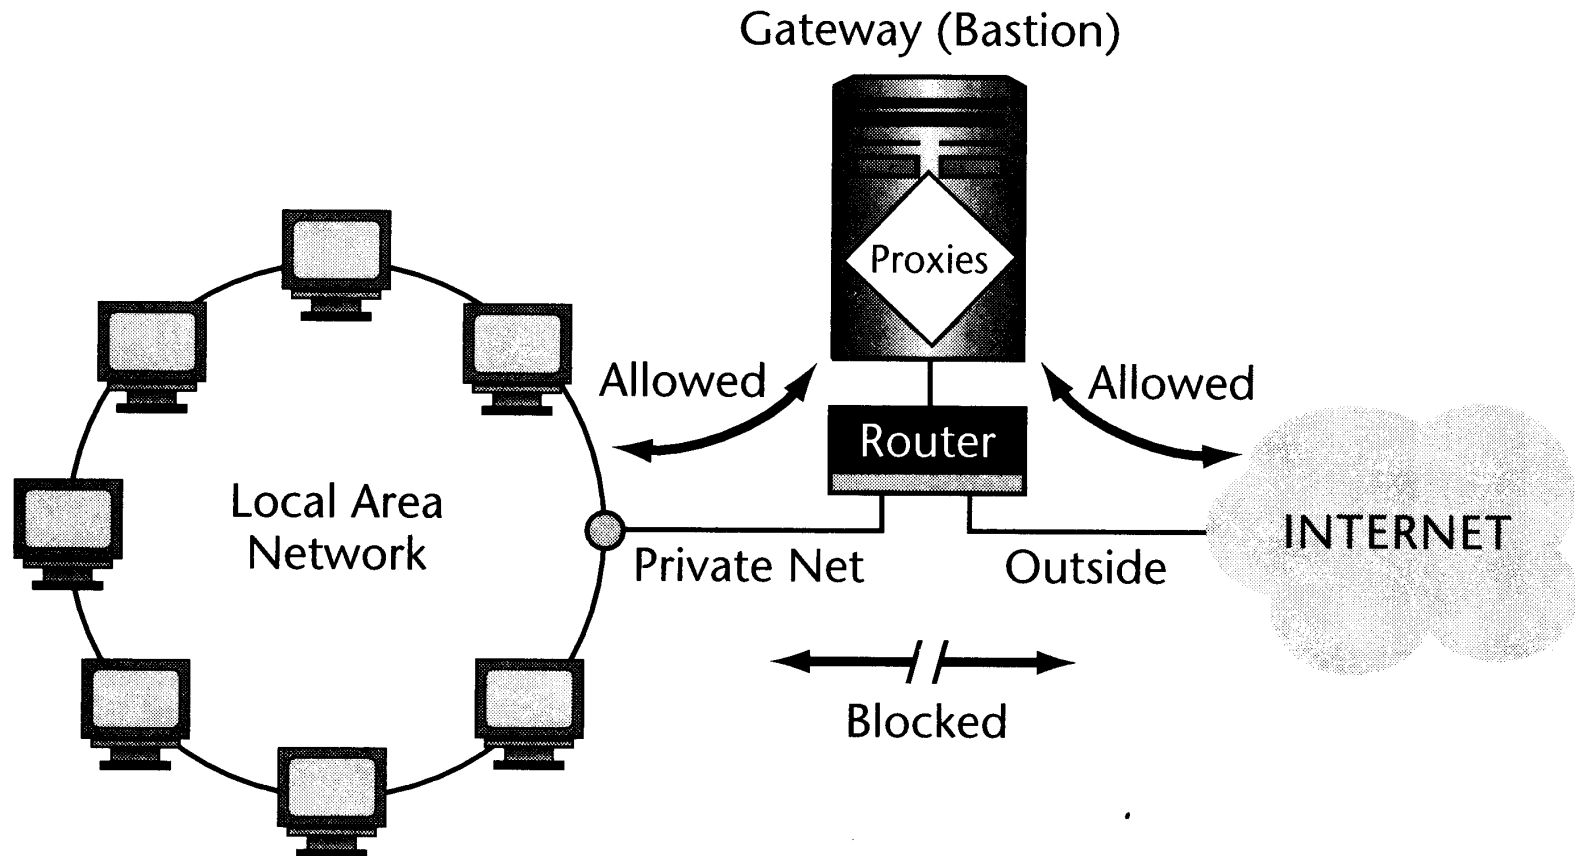 Gateway (Bastion)
Proxies
Allowed
Allowed
Router
Local Area
Network
Private Net
Outside
INTERNET
Blocked